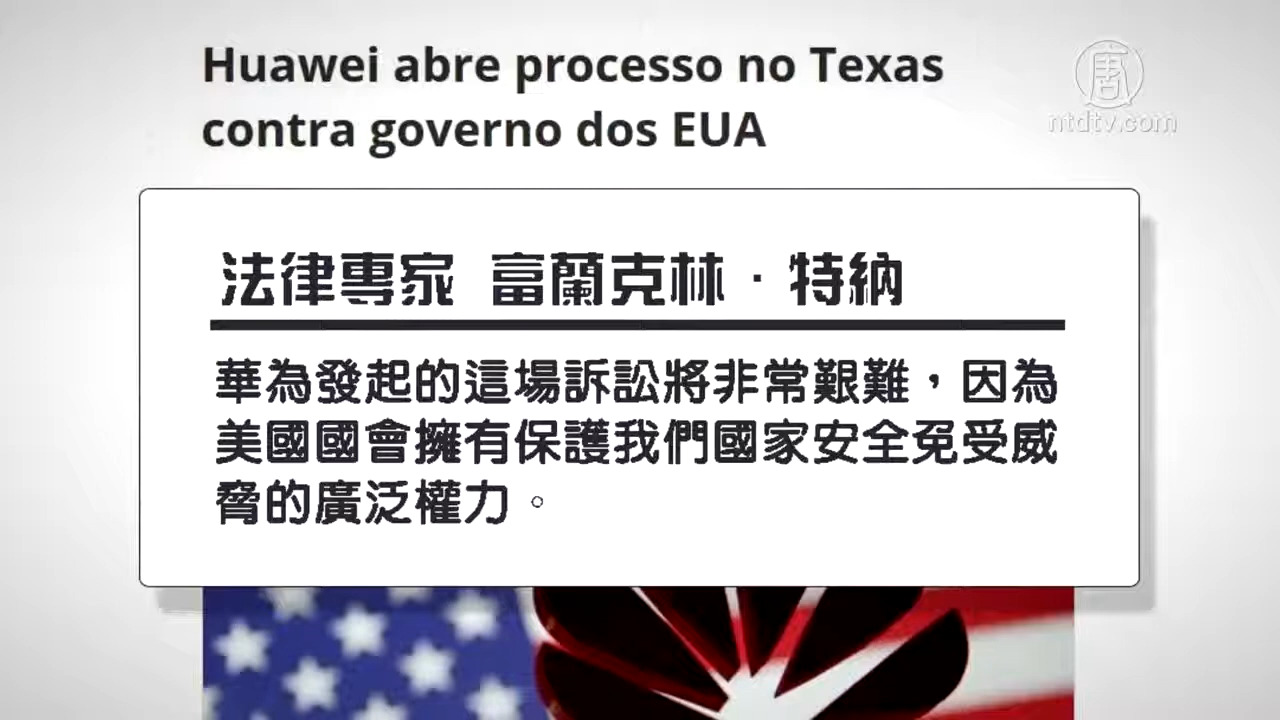 Huawei abre processo no Texas
contra governo dos EUA
唐
ntdtv.com
法律專家 富蘭克林·特納
華為發起的這場訴訟將非常艱難，因為
美國國會擁有保護我們國家安全免受威
脅的廣泛權力。